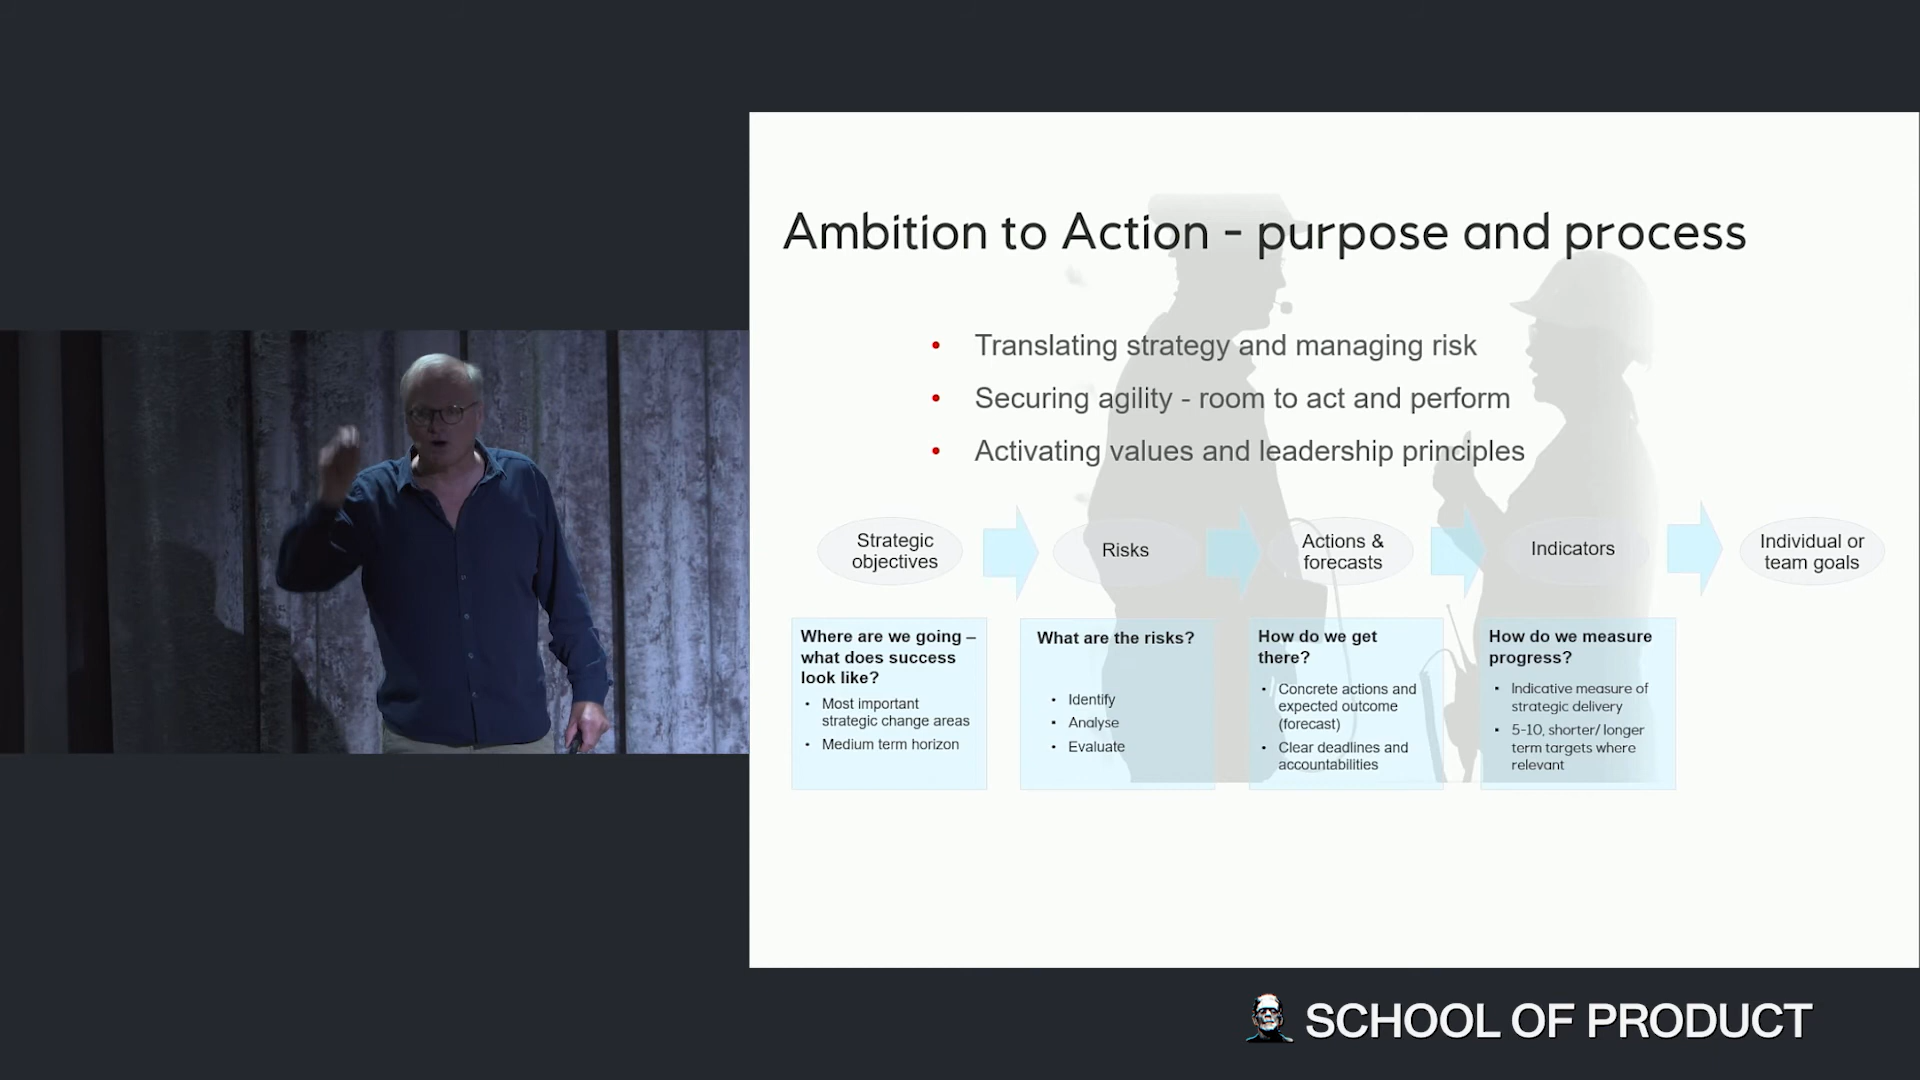 Ambition to Action - purpose and process
• Translating strategy and managing risk
• Securing agility - room to act and perform
• Activating values and leadership principles
Strategic
objectives
Risks
Actions &
forecasts
Indicators
Individual or
team goals
Where are we going –
what does success
look like?
• Most important
strategic change areas
• Medium term horizon
What are the risks?
• Identify
• Analyse
• Evaluate
How do we get
there?
• Concrete actions and
expected outcome
(forecast)
• Clear deadlines and
accountabilities
How do we measure
progress?
• Indicative measure of
strategic delivery
• 5-10, shorter/ longer
term targets where
relevant
SCHOOL OF PRODUCT